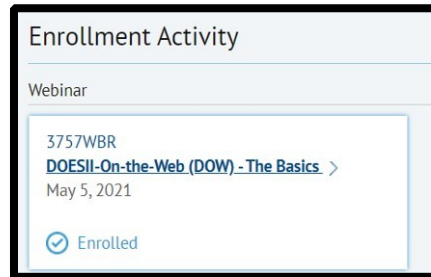 Enrollment Activity
Webinar
3757WBR
DOESII-On-the-Web (DOW) - The Basics >
May 5, 2021
Enrolled